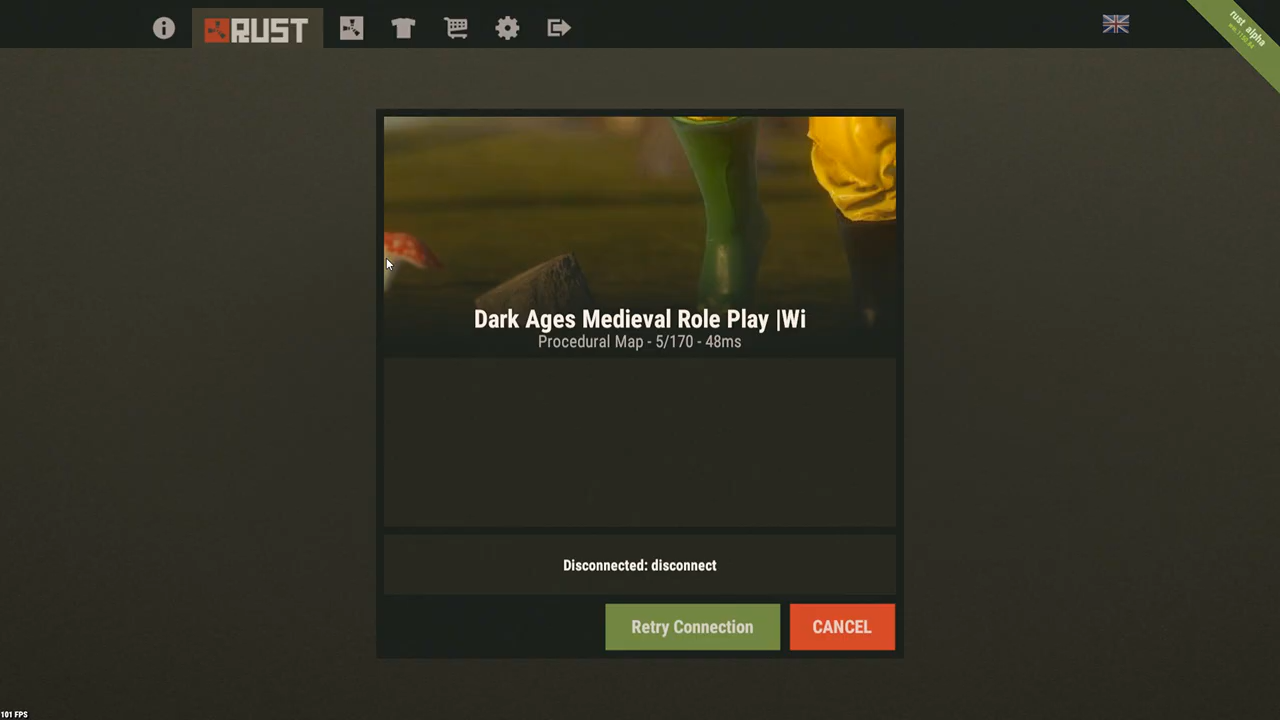 RUST
rust alpha
Dark Ages Medieval Role Play |Wi
Procedural Map - 5/170 - 48ms
Disconnected: disconnect
Retry Connection
CANCEL
101 FPS